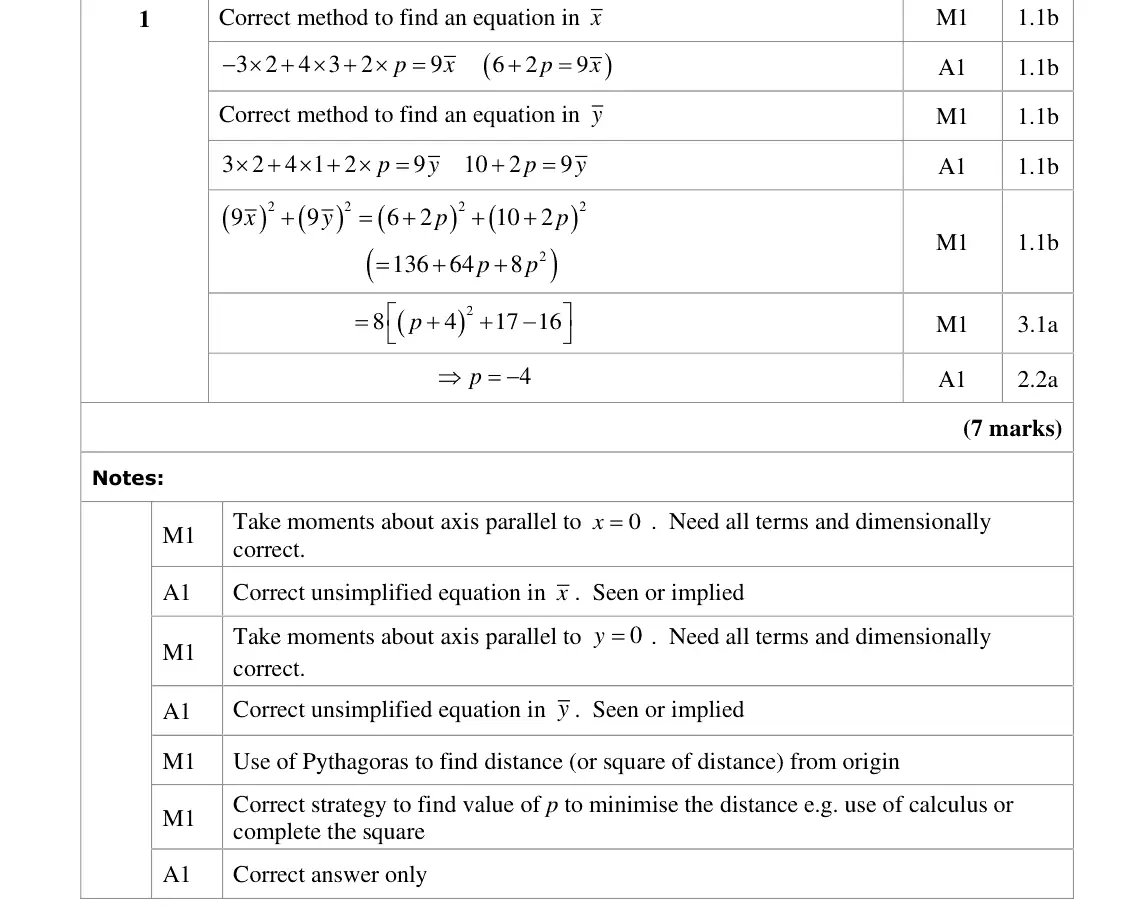 1 Correct method to find an equation in x̅ M1 1.1b
−3×2+4×3+2×p=9x̅ (6+2p=9x̅) A1 1.1b
Correct method to find an equation in y̅ M1 1.1b
3×2+4×1+2×p=9y̅ 10+2p=9y̅ A1 1.1b
(9x̅)²+(9y̅)²=(6+2p)²+(10+2p)²
(=136+64p+8p²) M1 1.1b
=8[(p+4)²+17−16] M1 3.1a
⇒ p=−4 A1 2.2a
(7 marks)
Notes:
M1 Take moments about axis parallel to x=0 . Need all terms and dimensionally
correct.
A1 Correct unsimplified equation in x̅ . Seen or implied
M1 Take moments about axis parallel to y=0 . Need all terms and dimensionally
correct.
A1 Correct unsimplified equation in y̅ . Seen or implied
M1 Use of Pythagoras to find distance (or square of distance) from origin
M1 Correct strategy to find value of p to minimise the distance e.g. use of calculus or
complete the square
A1 Correct answer only